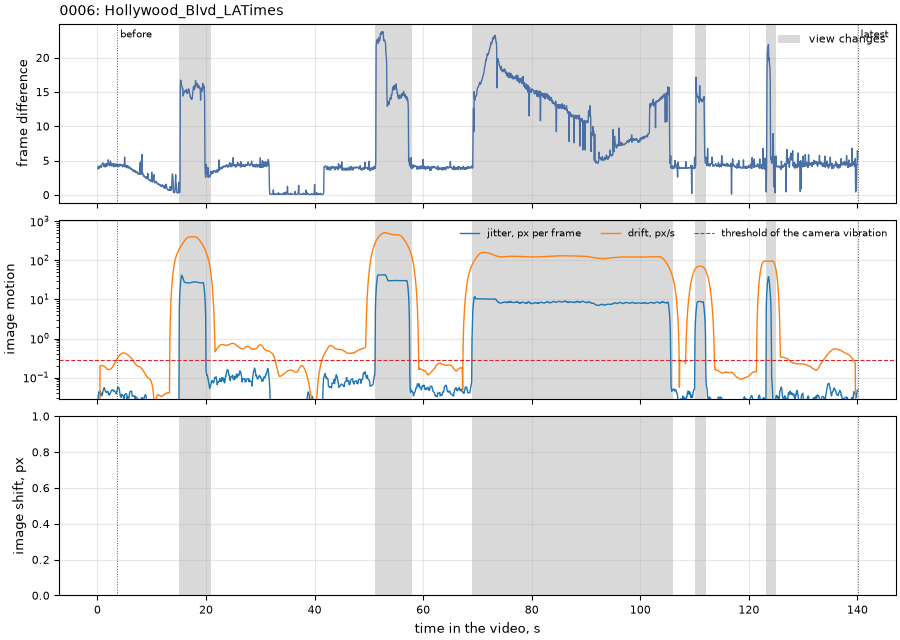 0006: Hollywood_Blvd_LATimes
before
latest
view changes
frame difference
20
15
10
5
0
jitter, px per frame
drift, px/s
threshold of the camera vibration
image motion
10³
10²
10¹
10⁰
10⁻¹
image shift, px
1.0
0.8
0.6
0.4
0.2
0.0
0 20 40 60 80 100 120 140
time in the video, s